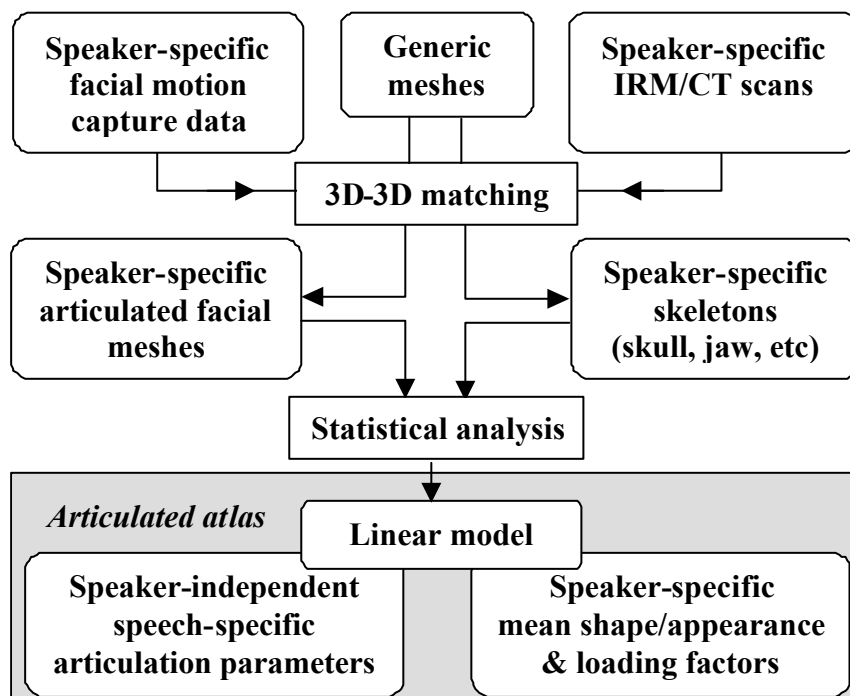 Speaker-specific
facial motion
capture data
Generic
meshes
Speaker-specific
IRM/CT scans
3D-3D matching
Speaker-specific
articulated facial
meshes
Speaker-specific
skeletons
(skull, jaw, etc)
Statistical analysis
Articulated atlas
Linear model
Speaker-independent
speech-specific
articulation parameters
Speaker-specific
mean shape/appearance
& loading factors